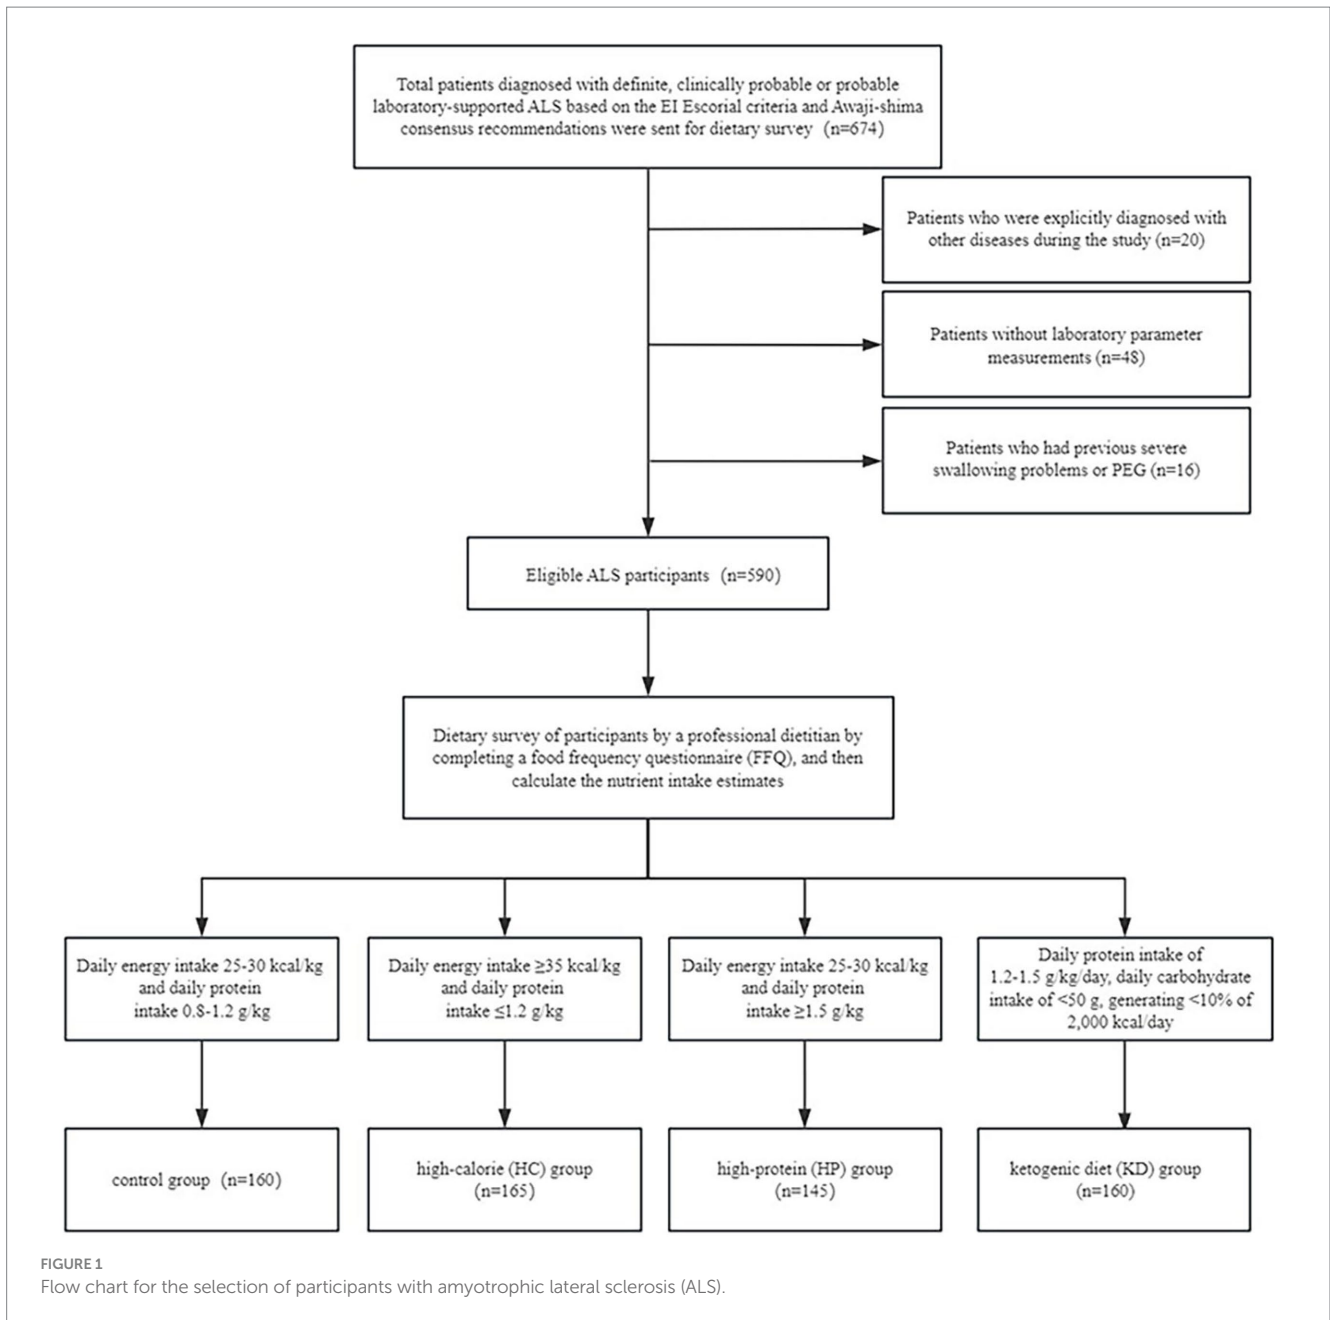 Total patients diagnosed with definite, clinically probable or probable
laboratory-supported ALS based on the EI Escorial criteria and Awaji-shima
consensus recommendations were sent for dietary survey (n=674)
Patients who were explicitly diagnosed with
other diseases during the study (n=20)
Patients without laboratory parameter
measurements (n=48)
Patients who had previous severe
swallowing problems or PEG (n=16)
Eligible ALS participants (n=590)
Dietary survey of participants by a professional dietitian by
completing a food frequency questionnaire (FFQ), and then
calculate the nutrient intake estimates
Daily energy intake 25-30 kcal/kg
and daily protein
intake 0.8-1.2 g/kg
Daily energy intake ≥35 kcal/kg
and daily protein
intake ≤1.2 g/kg
Daily energy intake 25-30 kcal/kg
and daily protein
intake ≥1.5 g/kg
Daily protein intake of
1.2-1.5 g/kg/day, daily carbohydrate
intake of <50 g, generating <10% of
2,000 kcal/day
control group (n=160)
high-calorie (HC) group
(n=165)
high-protein (HP) group
(n=145)
ketogenic diet (KD) group
(n=160)
FIGURE 1
Flow chart for the selection of participants with amyotrophic lateral sclerosis (ALS).